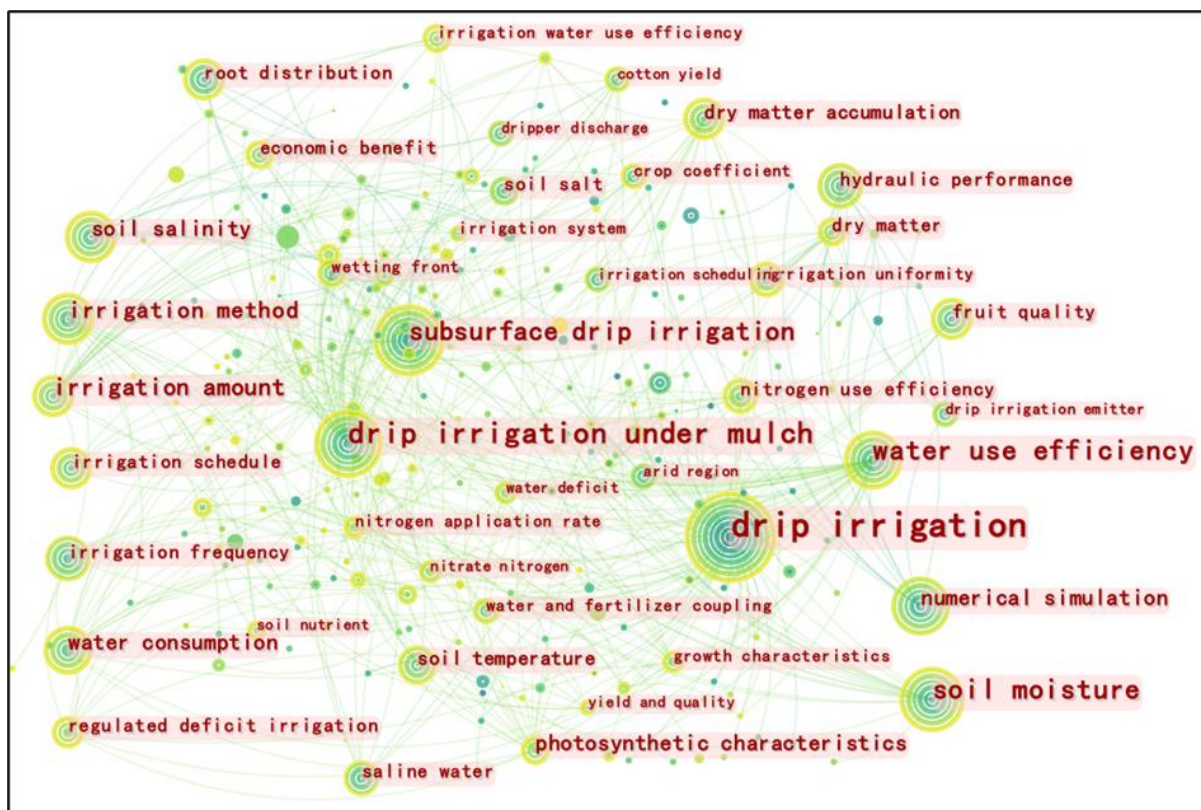 irrigation water use efficiency
root distribution
cotton yield
dry matter accumulation
dripper discharge
economic benefit
crop coefficient
hydraulic performance
soil salt
soil salinity
irrigation system
dry matter
wetting front
irrigation scheduling
irrigation uniformity
irrigation method
fruit quality
subsurface drip irrigation
irrigation amount
nitrogen use efficiency
drip irrigation emitter
drip irrigation under mulch
water use efficiency
irrigation schedule
arid region
water deficit
nitrogen application rate
drip irrigation
irrigation frequency
nitrate nitrogen
numerical simulation
water and fertilizer coupling
soil nutrient
water consumption
soil temperature
growth characteristics
soil moisture
yield and quality
regulated deficit irrigation
photosynthetic characteristics
saline water